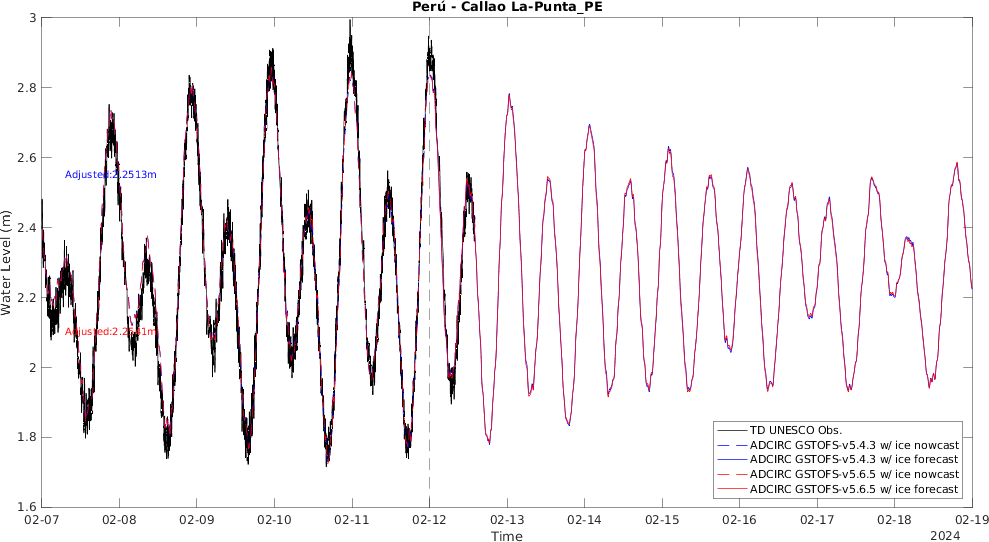 Perú - Callao La-Punta_PE
3
2.8
2.6
2.4
2.2
2
1.8
1.6
Water Level (m)
Adjusted:2.2513m
TD UNESCO Obs.
ADCIRC GSTOFS-v5.4.3 w/ ice nowcast
ADCIRC GSTOFS-v5.4.3 w/ ice forecast
ADCIRC GSTOFS-v5.6.5 w/ ice nowcast
ADCIRC GSTOFS-v5.6.5 w/ ice forecast
02-07 02-08 02-09 02-10 02-11 02-12 02-13 02-14 02-15 02-16 02-17 02-18 02-19
Time
2024